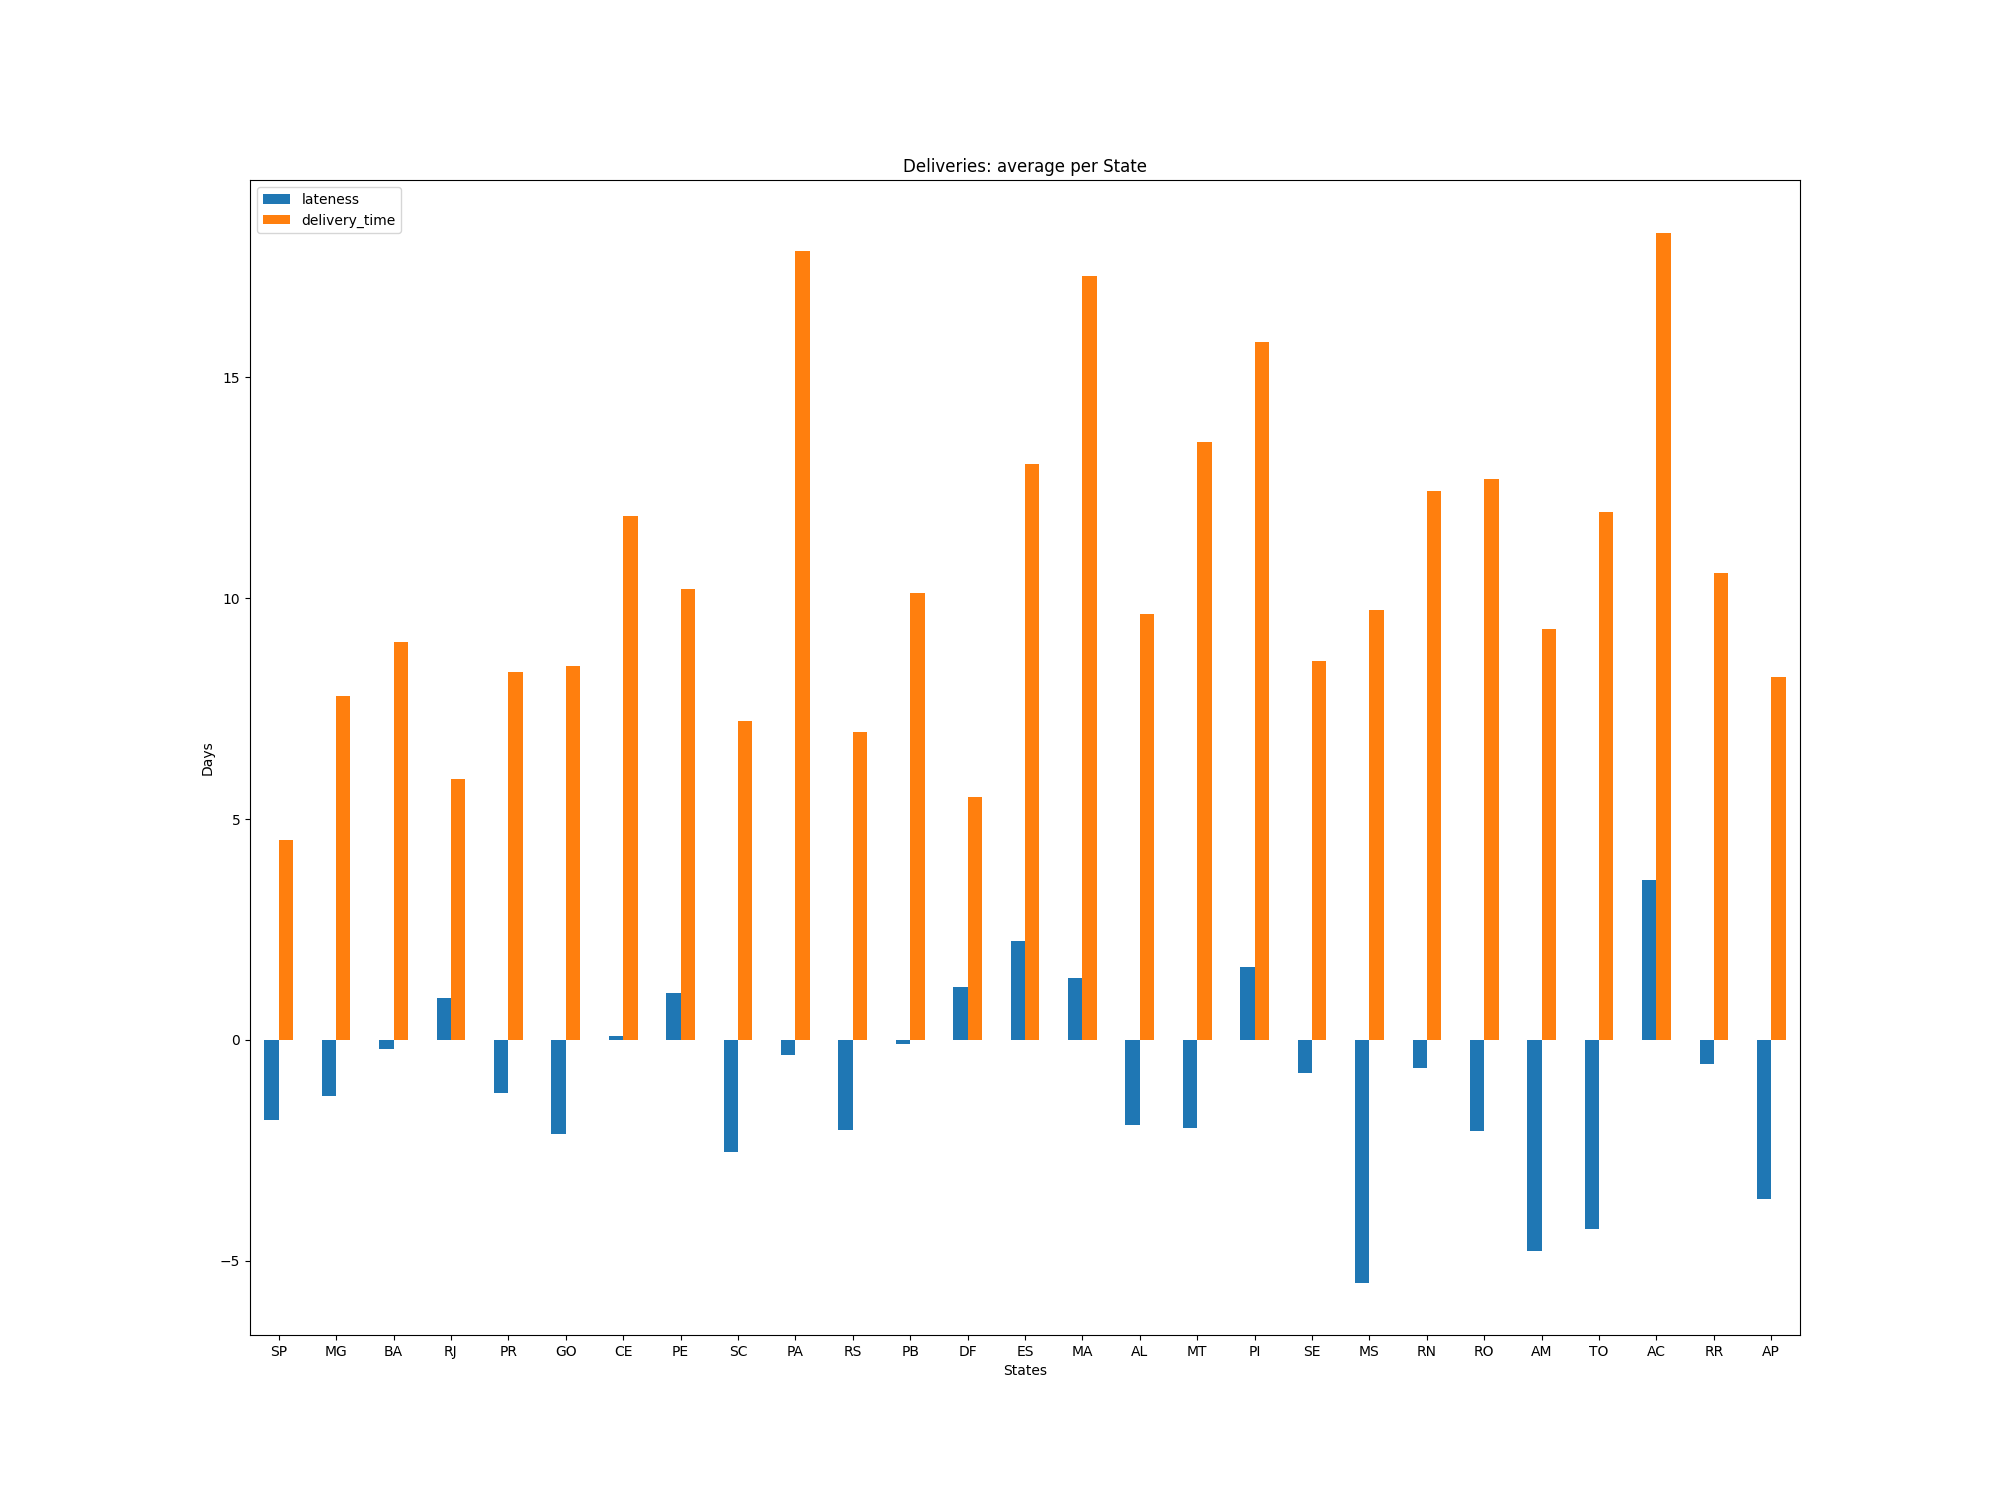 Deliveries: average per State
lateness
delivery_time
15
10
5
0
−5
Days
SP MG BA RJ PR GO CE PE SC PA RS PB DF ES MA AL MT PI SE MS RN RO AM TO AC RR AP
States